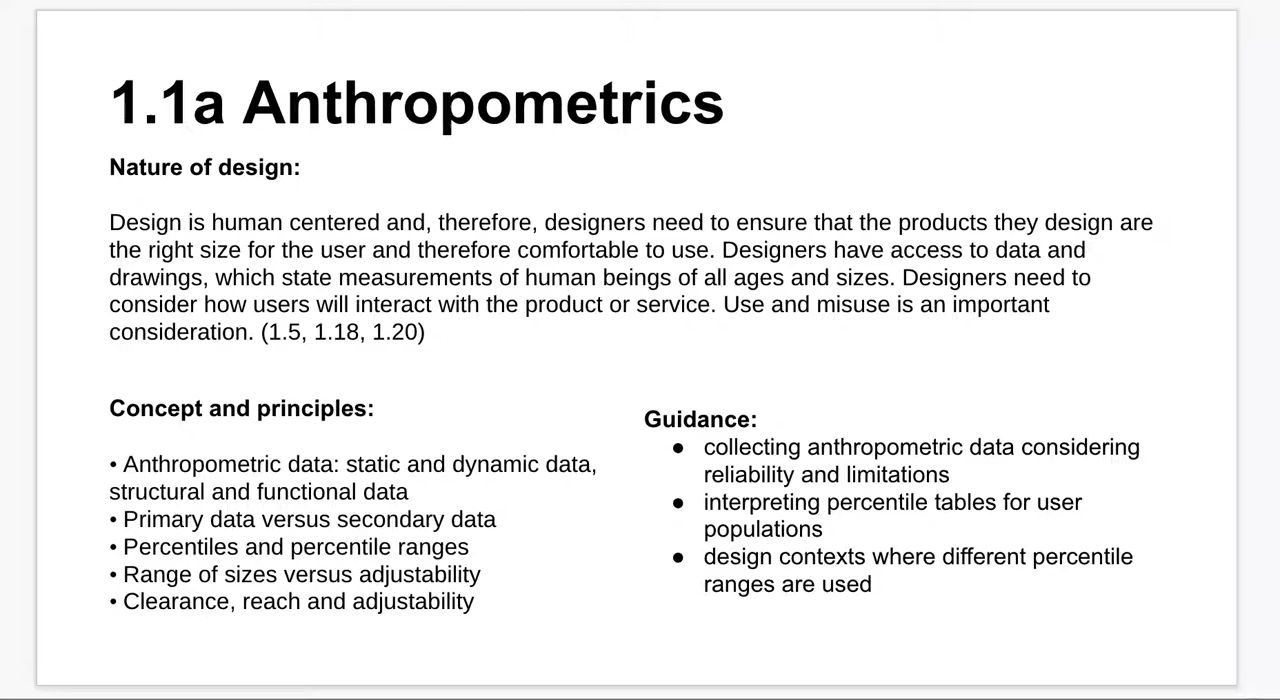 1.1a Anthropometrics
Nature of design:
Design is human centered and, therefore, designers need to ensure that the products they design are
the right size for the user and therefore comfortable to use. Designers have access to data and
drawings, which state measurements of human beings of all ages and sizes. Designers need to
consider how users will interact with the product or service. Use and misuse is an important
consideration. (1.5, 1.18, 1.20)
Concept and principles:
• Anthropometric data: static and dynamic data,
structural and functional data
• Primary data versus secondary data
• Percentiles and percentile ranges
• Range of sizes versus adjustability
• Clearance, reach and adjustability
Guidance:
● collecting anthropometric data considering
reliability and limitations
● interpreting percentile tables for user
populations
● design contexts where different percentile
ranges are used